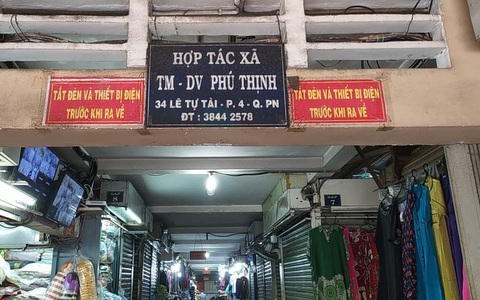 HỢP TÁC XÃ
TM - DV PHÚ THỊNH
34 LÊ TỰ TÀI - P. 4 - Q. PN
ĐT : 3844 2578
TẮT ĐÈN VÀ THIẾT BỊ ĐIỆN
TRƯỚC KHI RA VỀ
TẮT ĐÈN VÀ THIẾT BỊ ĐIỆN
TRƯỚC KHI RA VỀ
7